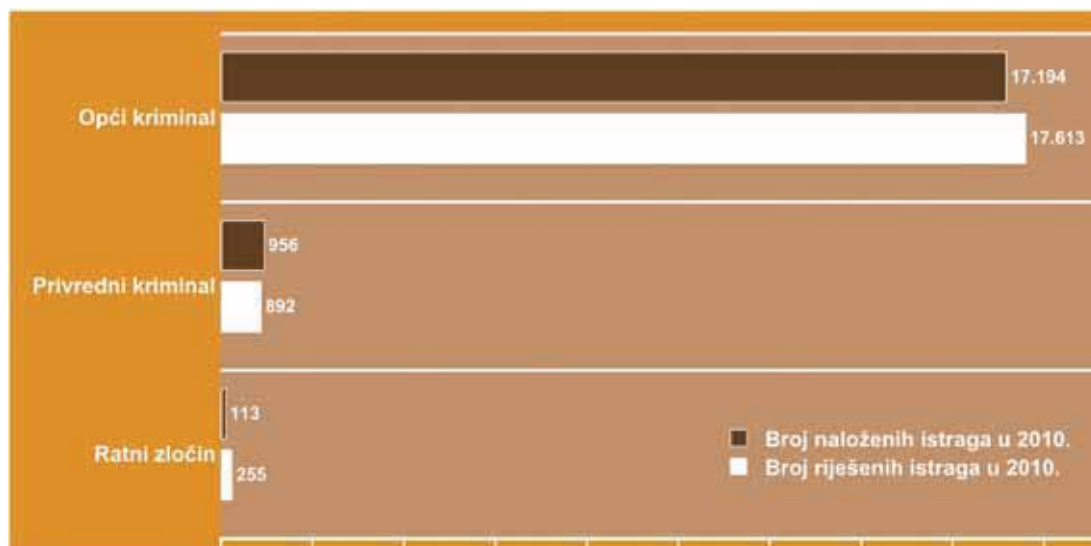 17.194
Opći kriminal
17.613
956
Privredni kriminal
892
113
Ratni zločin
255
Broj naloženih istraga u 2010.
Broj riješenih istraga u 2010.